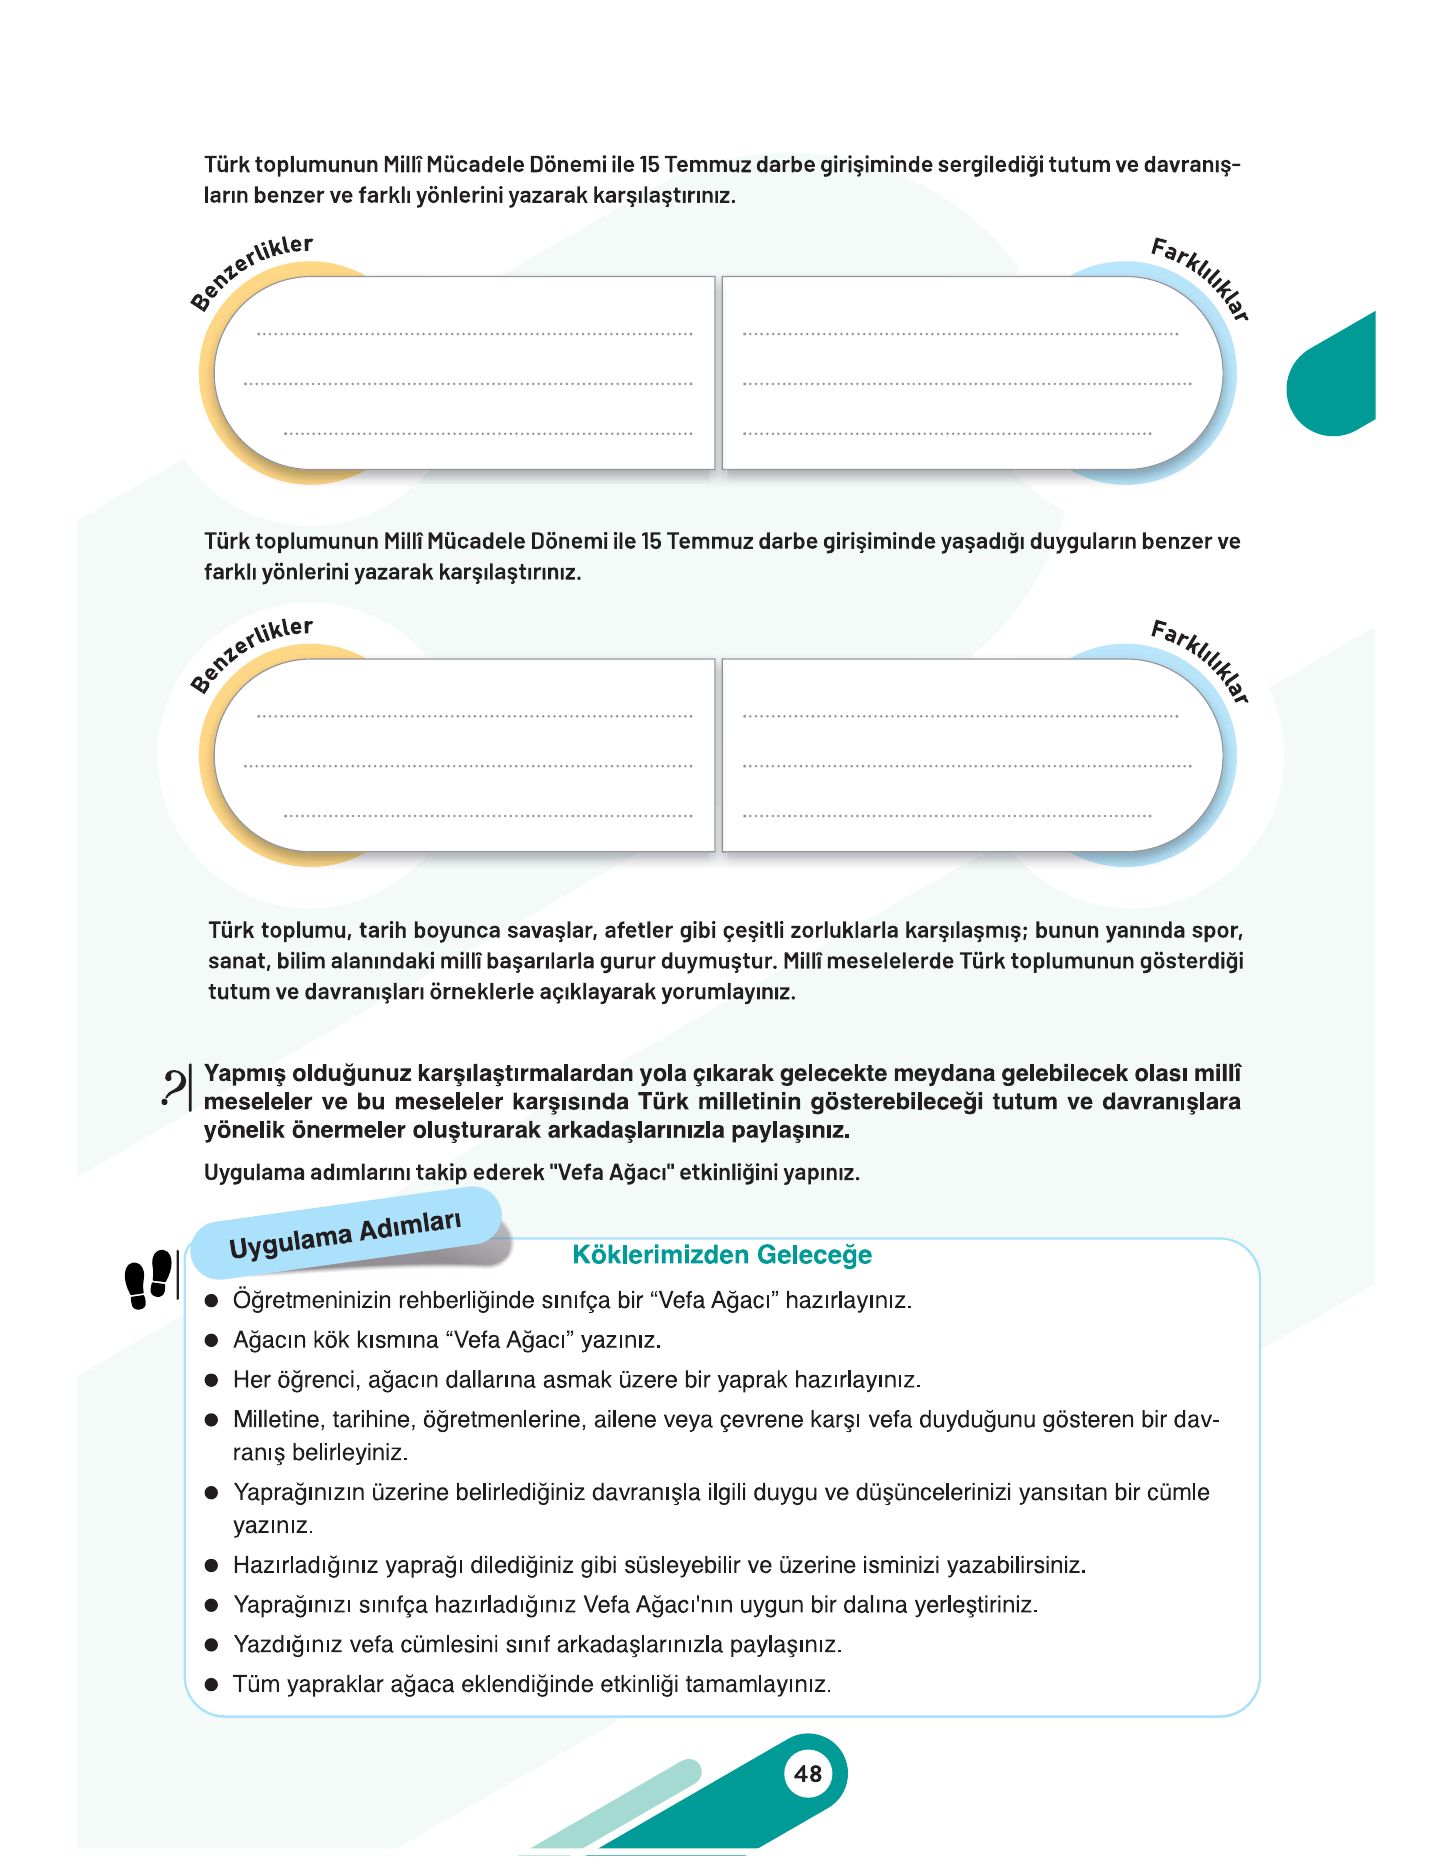 Türk toplumunun Millî Mücadele Dönemi ile 15 Temmuz darbe girişiminde sergilediği tutum ve davranış-
ların benzer ve farklı yönlerini yazarak karşılaştırınız.
Benzerlikler
Farklılıklar
Türk toplumunun Millî Mücadele Dönemi ile 15 Temmuz darbe girişiminde yaşadığı duyguların benzer ve
farklı yönlerini yazarak karşılaştırınız.
Benzerlikler
Farklılıklar
Türk toplumu, tarih boyunca savaşlar, afetler gibi çeşitli zorluklarla karşılaşmış; bunun yanında spor,
sanat, bilim alanındaki millî başarılarla gurur duymuştur. Millî meselelerde Türk toplumunun gösterdiği
tutum ve davranışları örneklerle açıklayarak yorumlayınız.
?
Yapmış olduğunuz karşılaştırmalardan yola çıkarak gelecekte meydana gelebilecek olası millî
meseleler ve bu meseleler karşısında Türk milletinin gösterebileceği tutum ve davranışlara
yönelik önermeler oluşturarak arkadaşlarınızla paylaşınız.
Uygulama adımlarını takip ederek "Vefa Ağacı" etkinliğini yapınız.
Uygulama Adımları
Köklerimizden Geleceğe
● Öğretmeninizin rehberliğinde sınıfça bir “Vefa Ağacı” hazırlayınız.
● Ağacın kök kısmına “Vefa Ağacı” yazınız.
● Her öğrenci, ağacın dallarına asmak üzere bir yaprak hazırlayınız.
● Milletine, tarihine, öğretmenlerine, ailene veya çevrene karşı vefa duyduğunu gösteren bir dav-
ranış belirleyiniz.
● Yaprağınızın üzerine belirlediğiniz davranışla ilgili duygu ve düşüncelerinizi yansıtan bir cümle
yazınız.
● Hazırladığınız yaprağı dilediğiniz gibi süsleyebilir ve üzerine isminizi yazabilirsiniz.
● Yaprağınızı sınıfça hazırladığınız Vefa Ağacı'nın uygun bir dalına yerleştiriniz.
● Yazdığınız vefa cümlesini sınıf arkadaşlarınızla paylaşınız.
● Tüm yapraklar ağaca eklendiğinde etkinliği tamamlayınız.
48